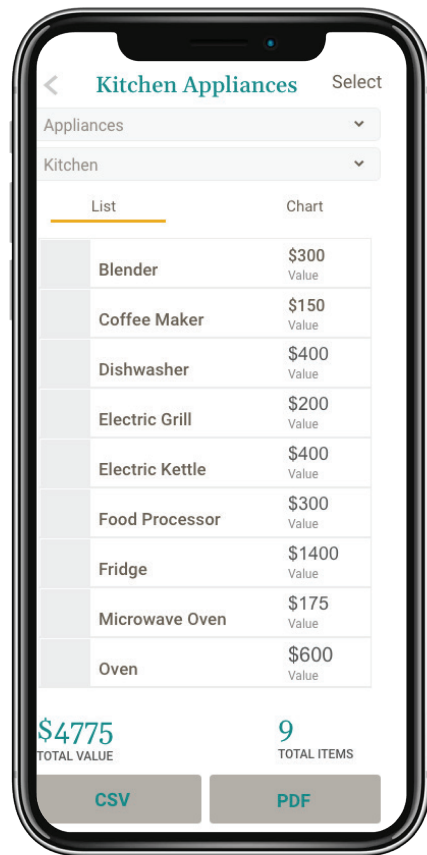 Kitchen Appliances Select
Appliances
Kitchen
List Chart
Blender $300
Value
Coffee Maker $150
Value
Dishwasher $400
Value
Electric Grill $200
Value
Electric Kettle $400
Value
Food Processor $300
Value
Fridge $1400
Value
Microwave Oven $175
Value
Oven $600
Value
$4775 9
TOTAL VALUE TOTAL ITEMS
CSV PDF